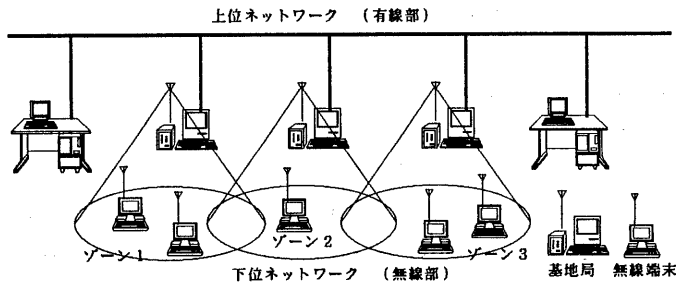 上位ネットワーク （有線部）
ゾーン1
ゾーン2
ゾーン3
下位ネットワーク （無線部）
基地局
無線端末